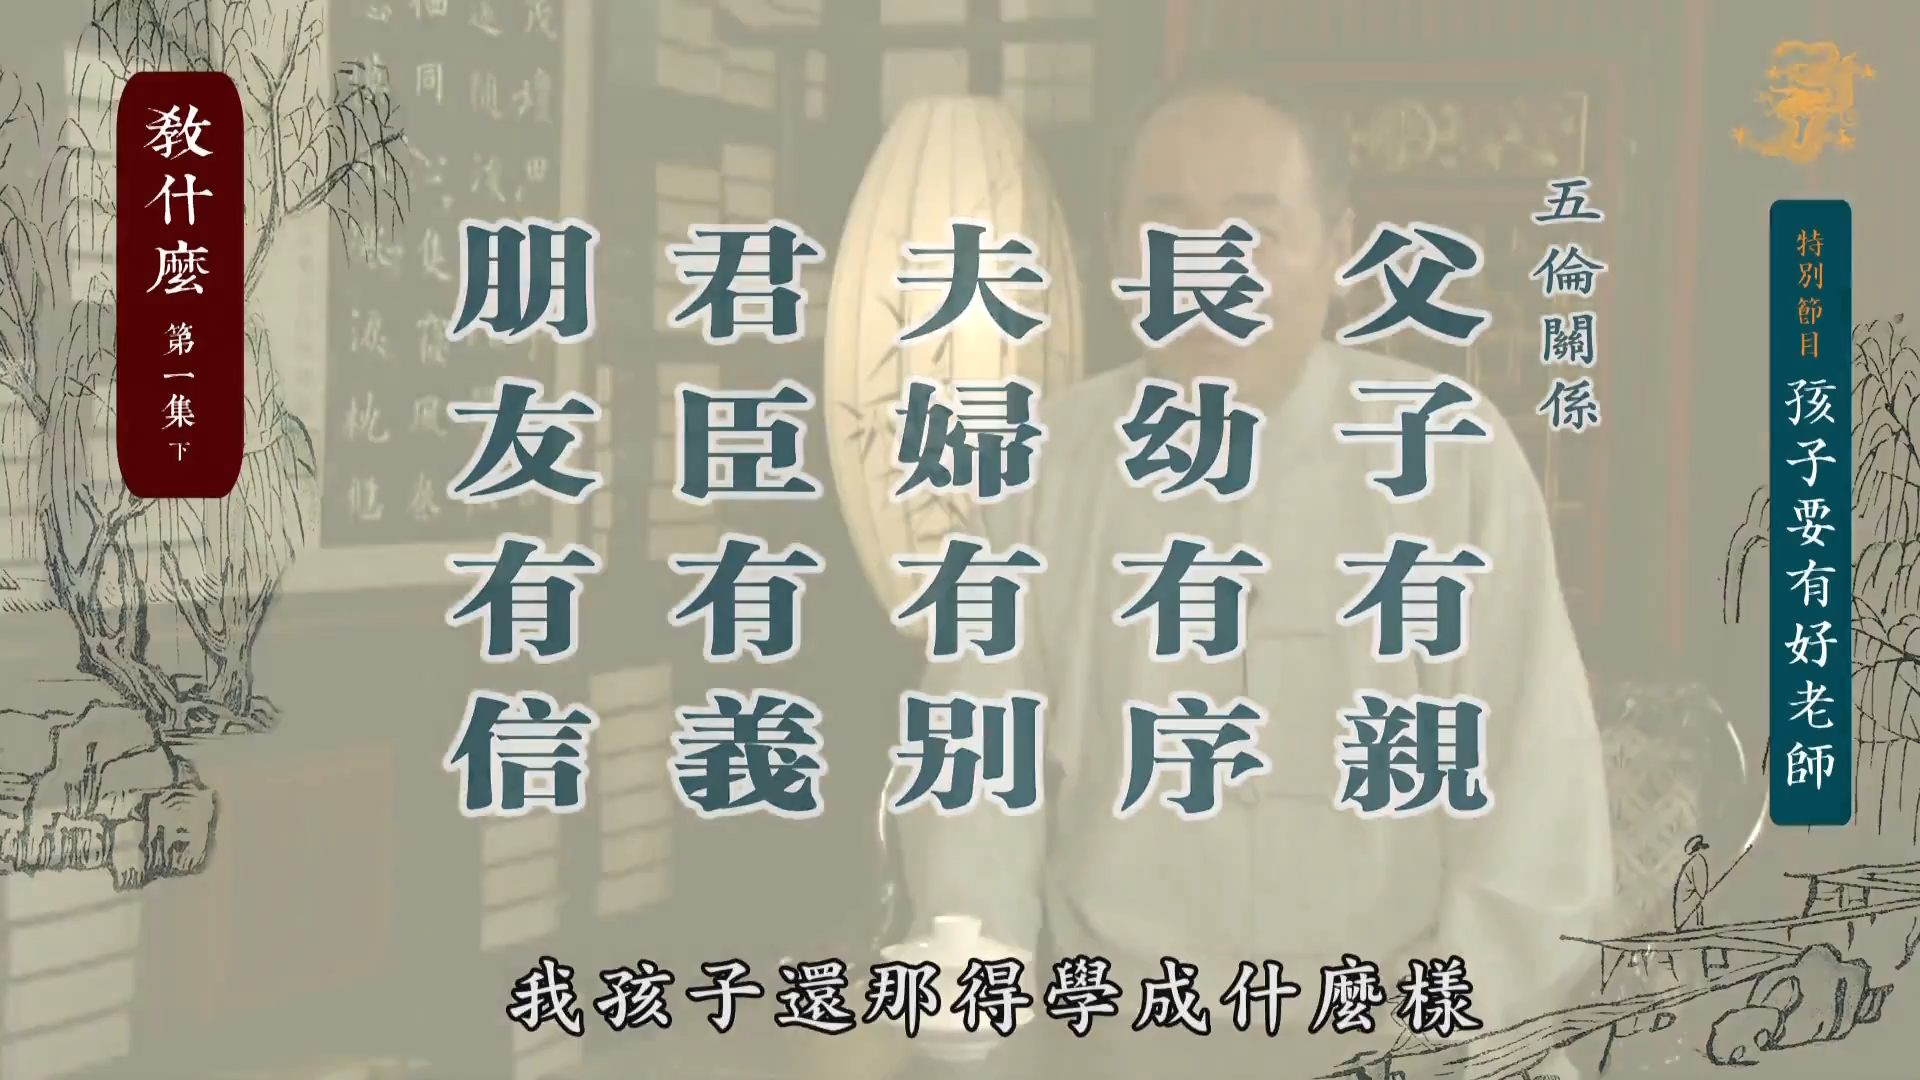 特別節目 孩子要有好老師
五倫關係
父子有親
長幼有序
夫婦有別
君臣有義
朋友有信
教什麼 第一集 下
我孩子還那得學成什麼樣